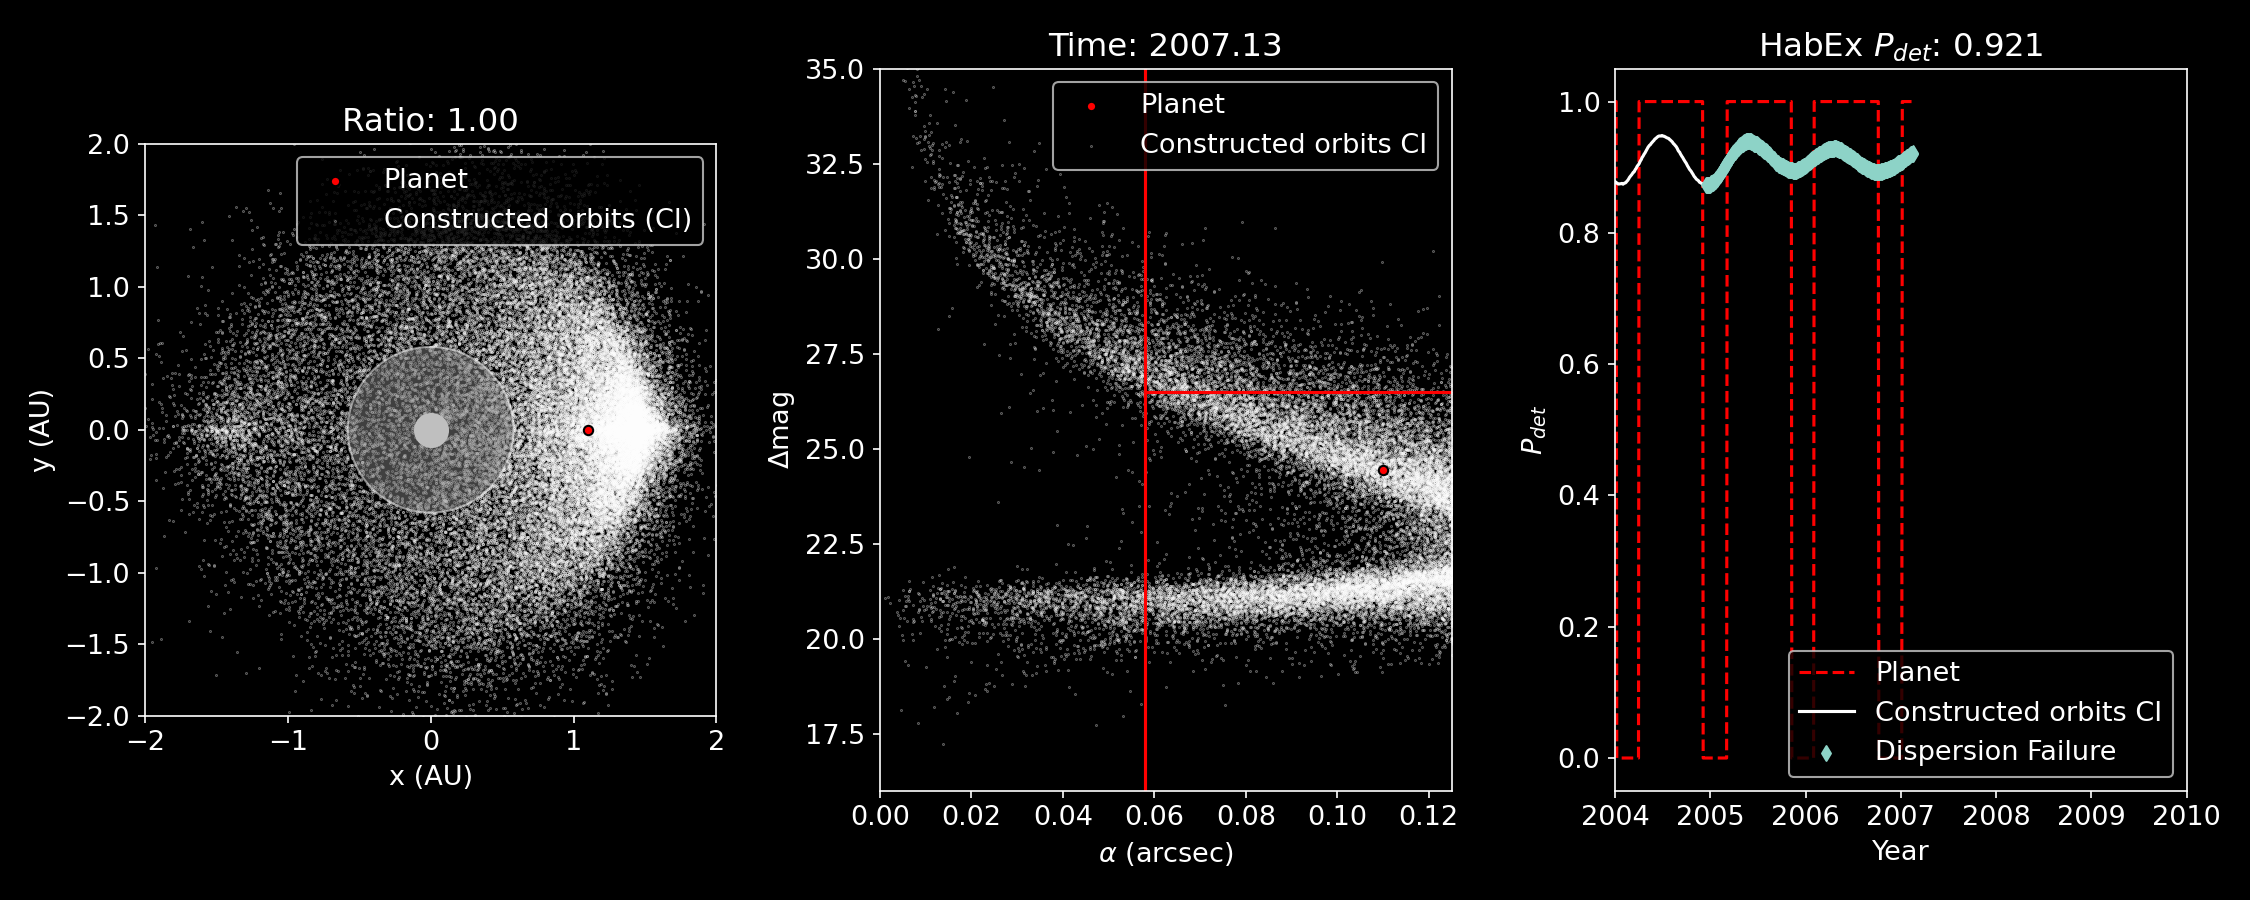 Ratio: 1.00
Planet
Constructed orbits (CI)
2.0
1.5
1.0
0.5
0.0
−0.5
−1.0
−1.5
−2.0
y (AU)
−2
−1
0
1
2
x (AU)
Time: 2007.13
Planet
Constructed orbits CI
35.0
32.5
30.0
27.5
25.0
22.5
20.0
17.5
Δmag
0.00
0.02
0.04
0.06
0.08
0.10
0.12
α (arcsec)
HabEx P_det: 0.921
1.0
0.8
0.6
0.4
0.2
0.0
P_det
Planet
Constructed orbits CI
Dispersion Failure
2004
2005
2006
2007
2008
2009
2010
Year